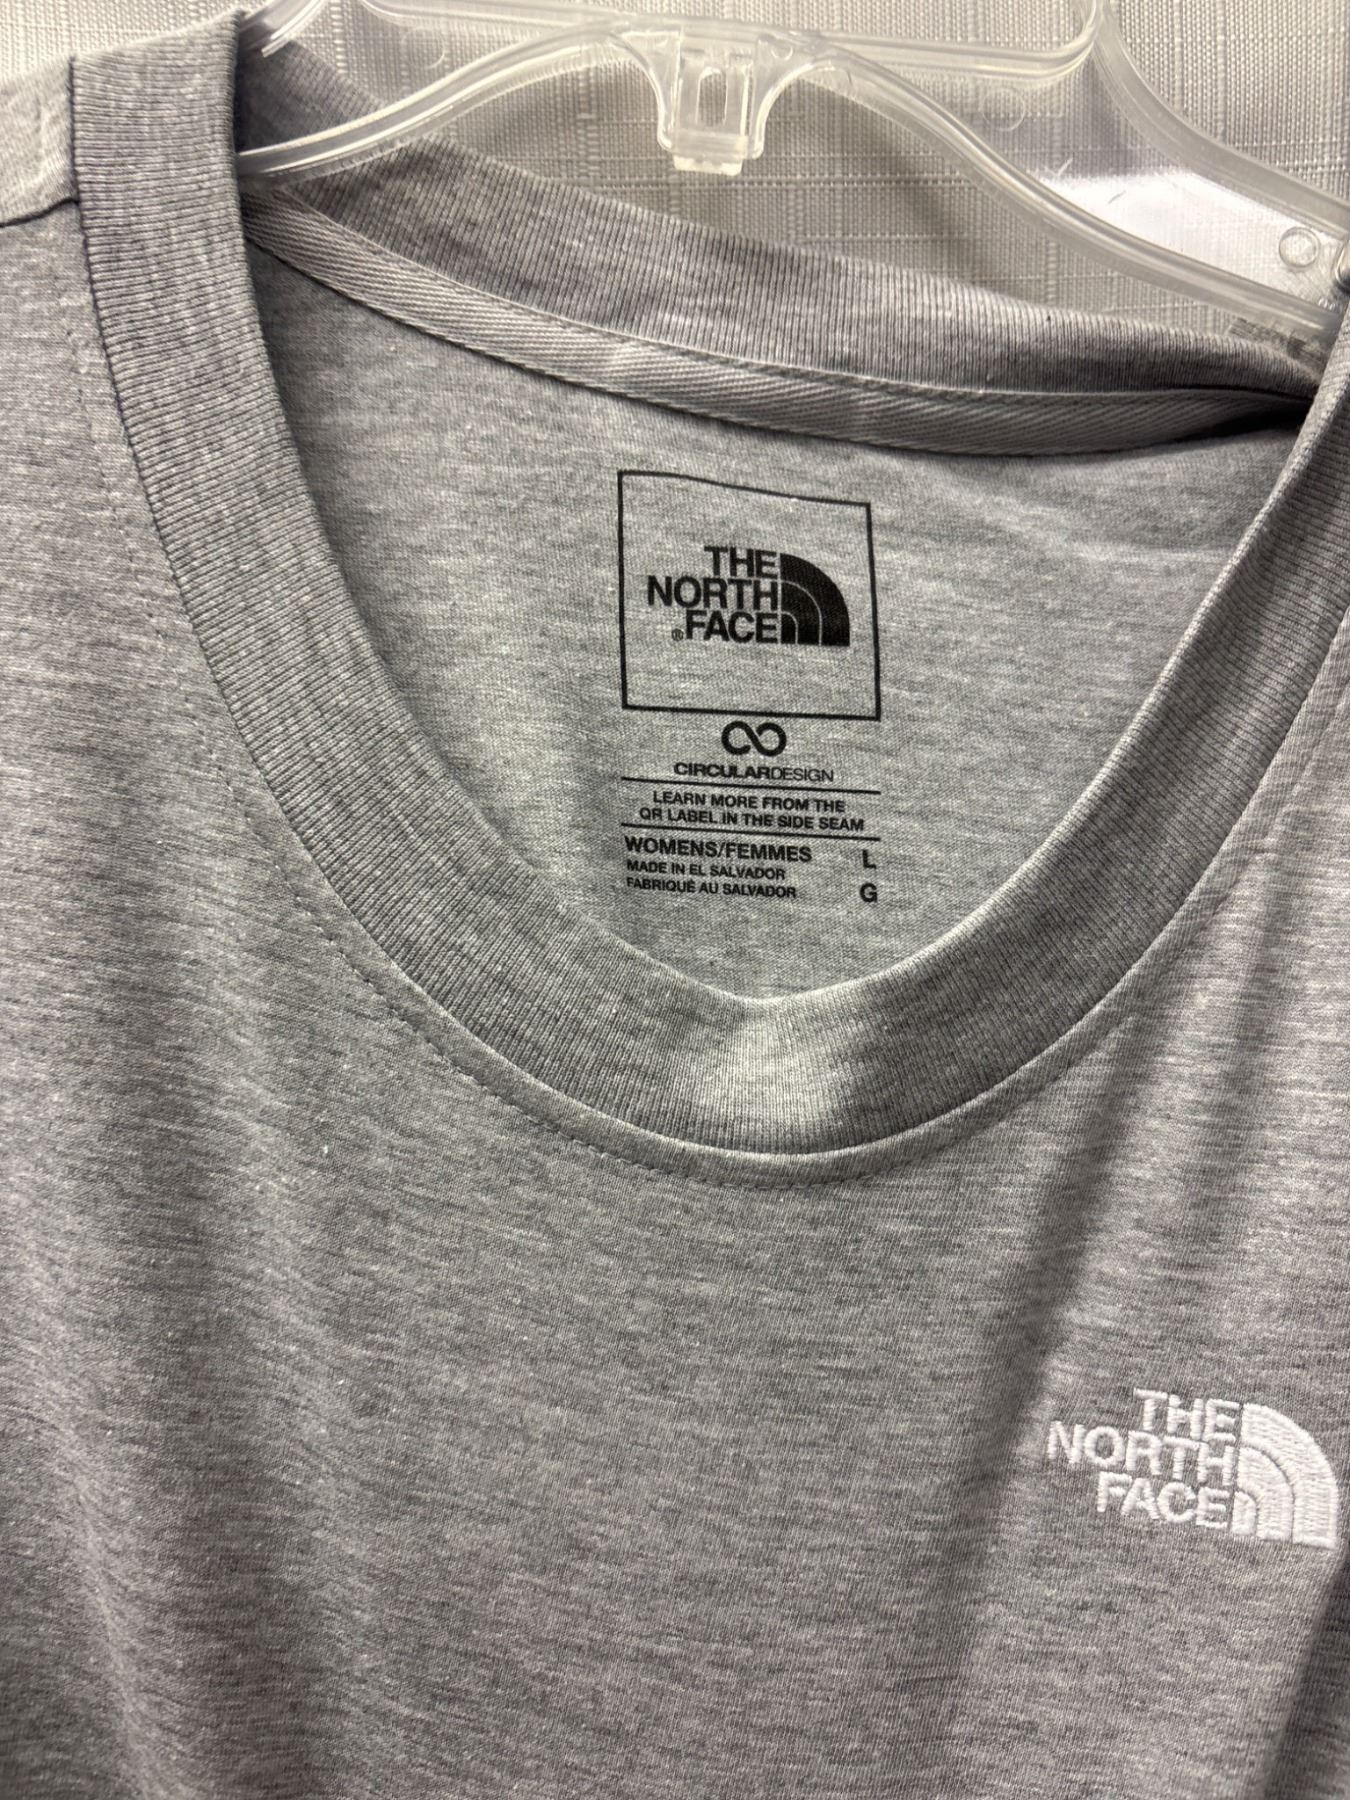 THE
NORTH
®FACE
CIRCULARDESIGN
LEARN MORE FROM THE
QR LABEL IN THE SIDE SEAM
WOMENS/FEMMES L
MADE IN EL SALVADOR
FABRIQUÉ AU SALVADOR G
THE
NORTH
FACE